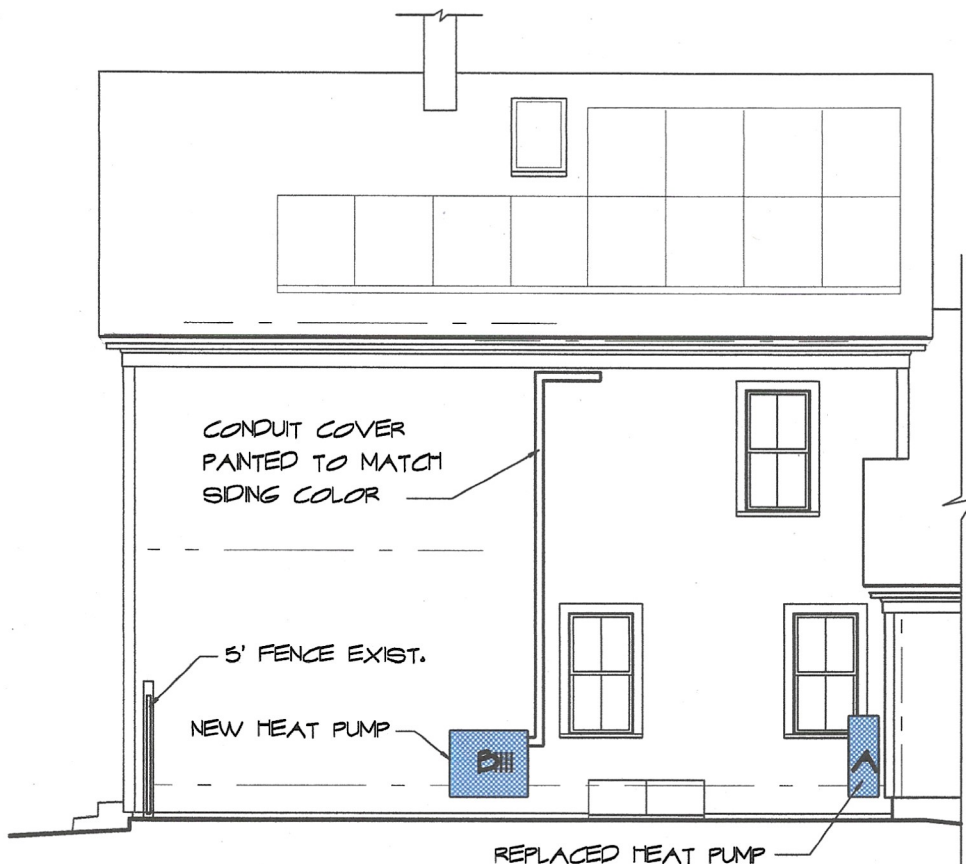 CONDUIT COVER
PAINTED TO MATCH
SIDING COLOR
5' FENCE EXIST.
NEW HEAT PUMP
B
A
REPLACED HEAT PUMP